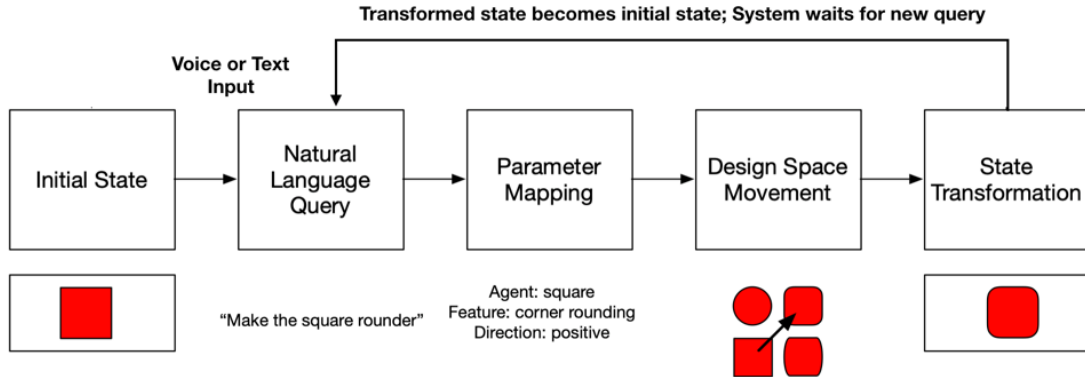 Transformed state becomes initial state; System waits for new query
Voice or Text
Input
Initial State
Natural
Language
Query
Parameter
Mapping
Design Space
Movement
State
Transformation
“Make the square rounder”
Agent: square
Feature: corner rounding
Direction: positive